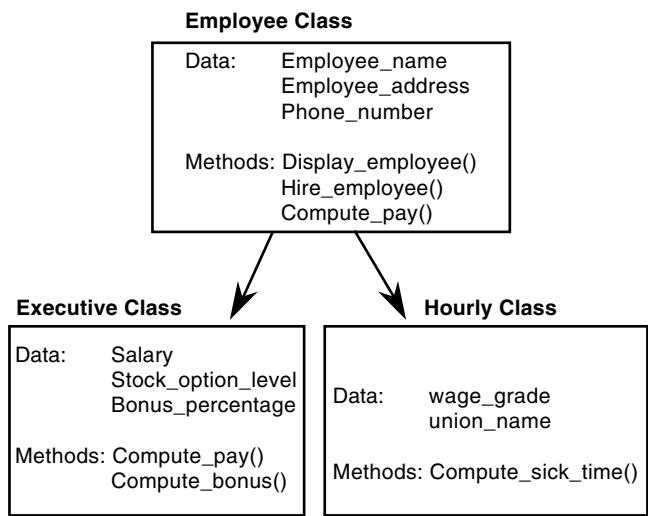 Employee Class
Data: Employee_name
Employee_address
Phone_number
Methods: Display_employee()
Hire_employee()
Compute_pay()
Executive Class
Data: Salary
Stock_option_level
Bonus_percentage
Methods: Compute_pay()
Compute_bonus()
Hourly Class
Data: wage_grade
union_name
Methods: Compute_sick_time()